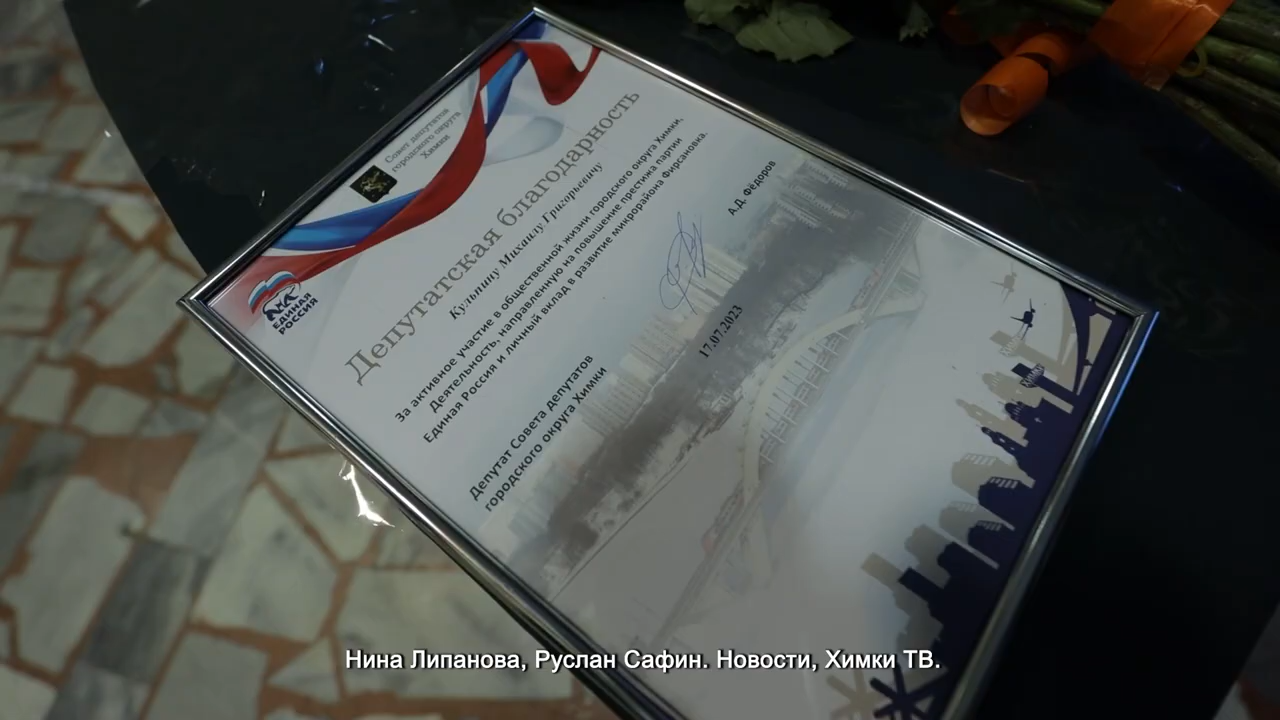 Совет депутатов
городского округа
Химки
ЕДИНАЯ
РОССИЯ
Депутатская благодарность
Кульпину Михаилу Григорьевичу
За активное участие в общественной жизни городского округа Химки,
Деятельность, направленную на повышение престижа партии
Единая Россия и личный вклад в развитие микрорайона Фирсановка.
Депутат Совета депутатов
городского округа Химки
А.Д. Фёдоров
17.07.2023
Нина Липанова, Руслан Сафин. Новости, Химки ТВ.